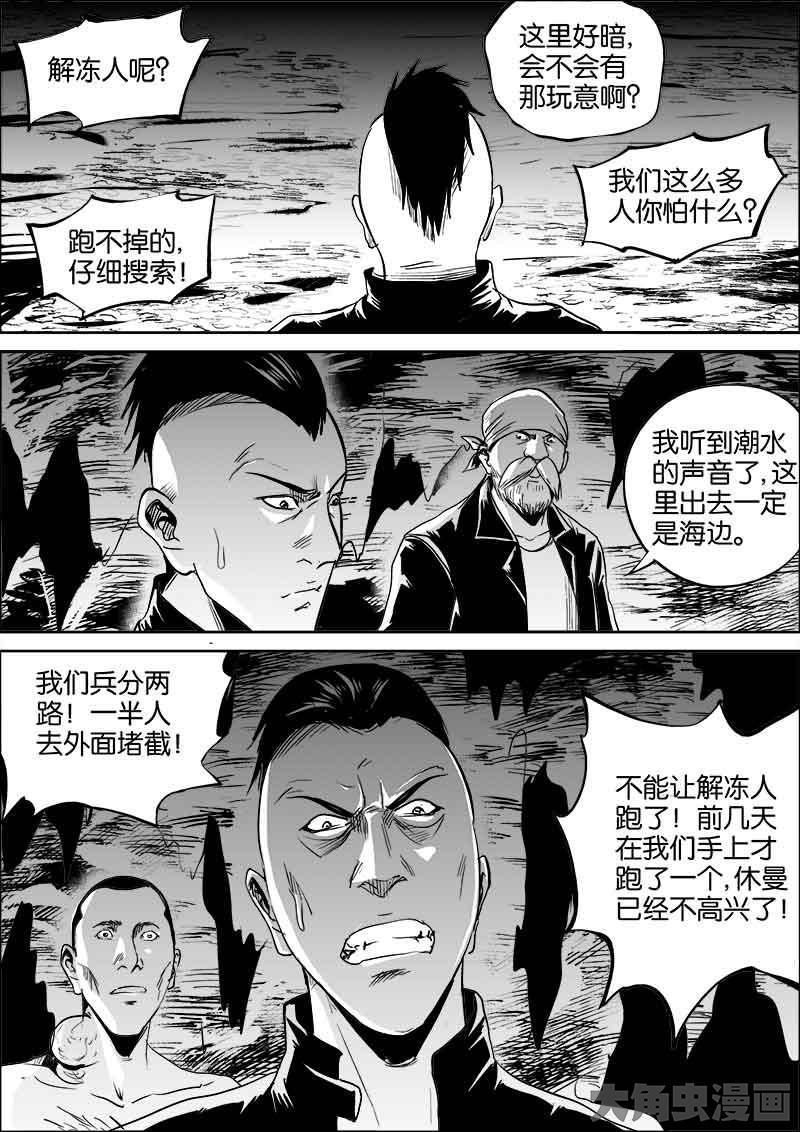 解冻人呢？
这里好暗，
会不会有
那玩意啊？
我们这么多
人你怕什么？
跑不掉的，
仔细搜索！
我听到潮水
的声音了，这
里出去一定
是海边。
我们兵分两
路！一半人
去外面堵截！
不能让解冻人
跑了！前几天
在我们手上才
跑了一个，休曼
已经不高兴了！
大角虫漫画